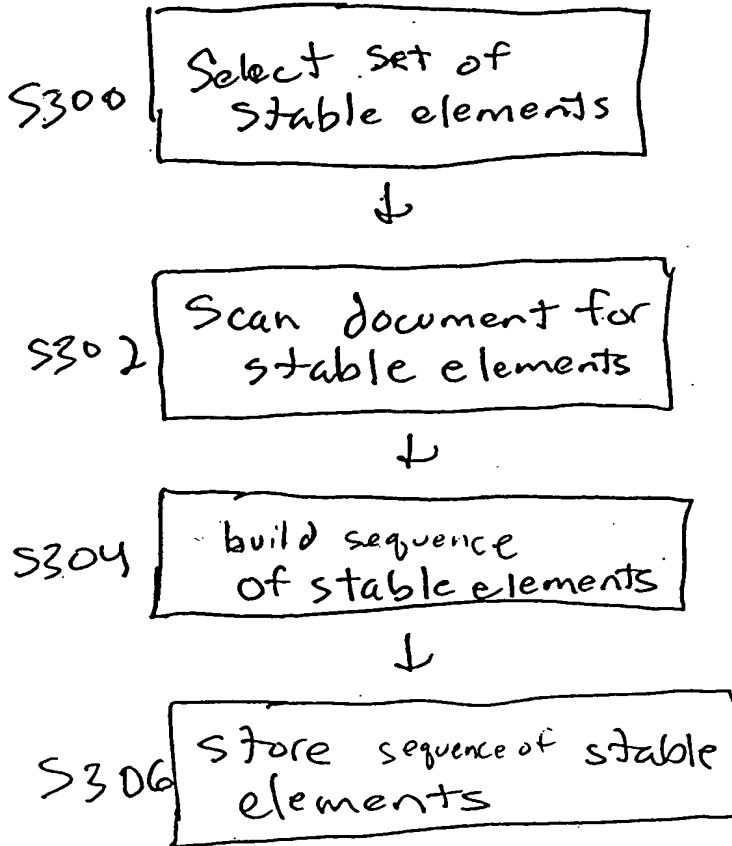 S300
Select set of
stable elements
S302
Scan document for
stable elements
S304
build sequence
of stable elements
S306
store sequence of stable
elements